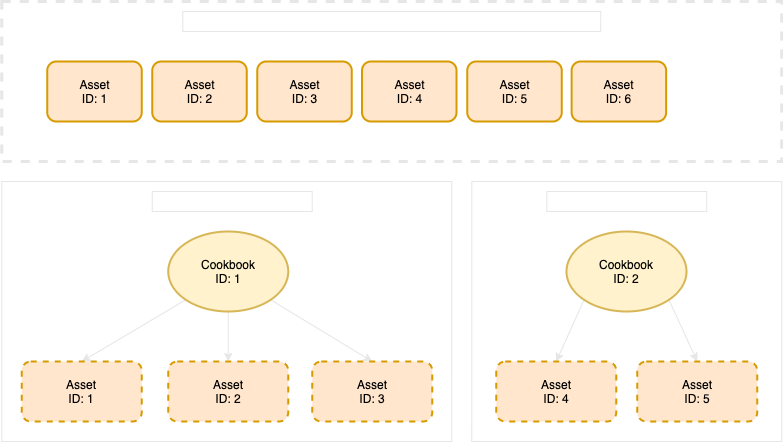 Asset
ID: 1
Asset
ID: 2
Asset
ID: 3
Asset
ID: 4
Asset
ID: 5
Asset
ID: 6
Cookbook
ID: 1
Asset
ID: 1
Asset
ID: 2
Asset
ID: 3
Cookbook
ID: 2
Asset
ID: 4
Asset
ID: 5